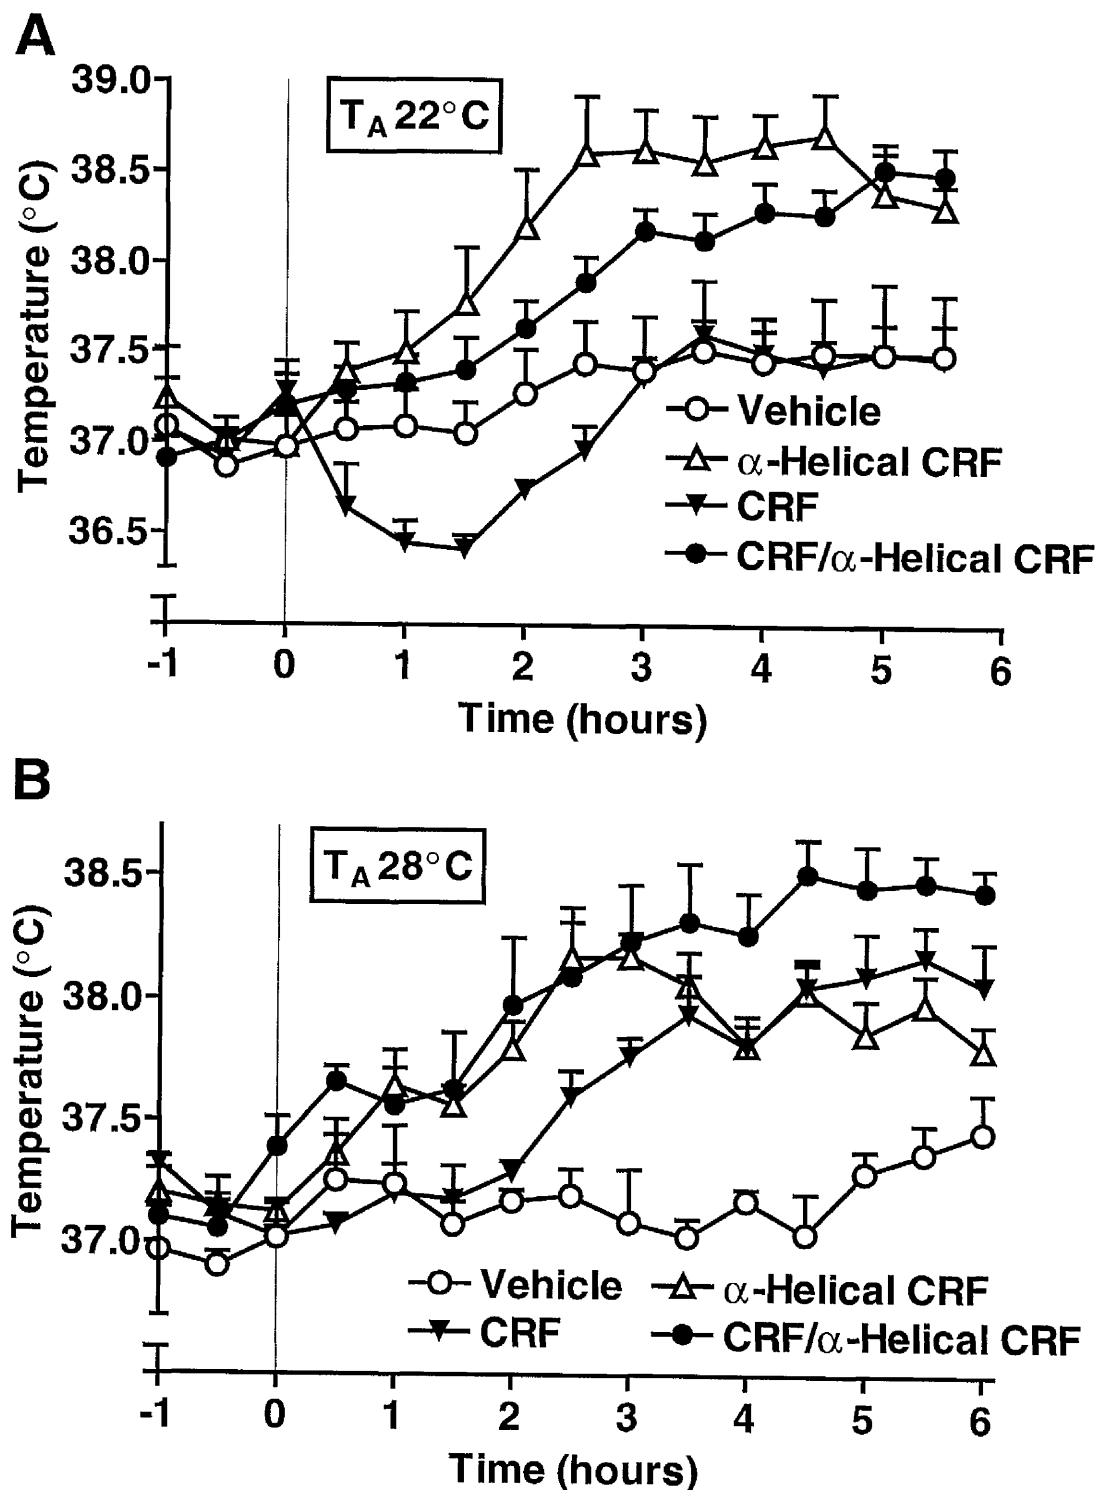 A
39.0
38.5
38.0
37.5
37.0
36.5
Temperature (°C)
T_A 22°C
Vehicle
α-Helical CRF
CRF
CRF/α-Helical CRF
-1 0 1 2 3 4 5 6
Time (hours)
B
38.5
38.0
37.5
37.0
Temperature (°C)
T_A 28°C
Vehicle α-Helical CRF
CRF CRF/α-Helical CRF
-1 0 1 2 3 4 5 6
Time (hours)